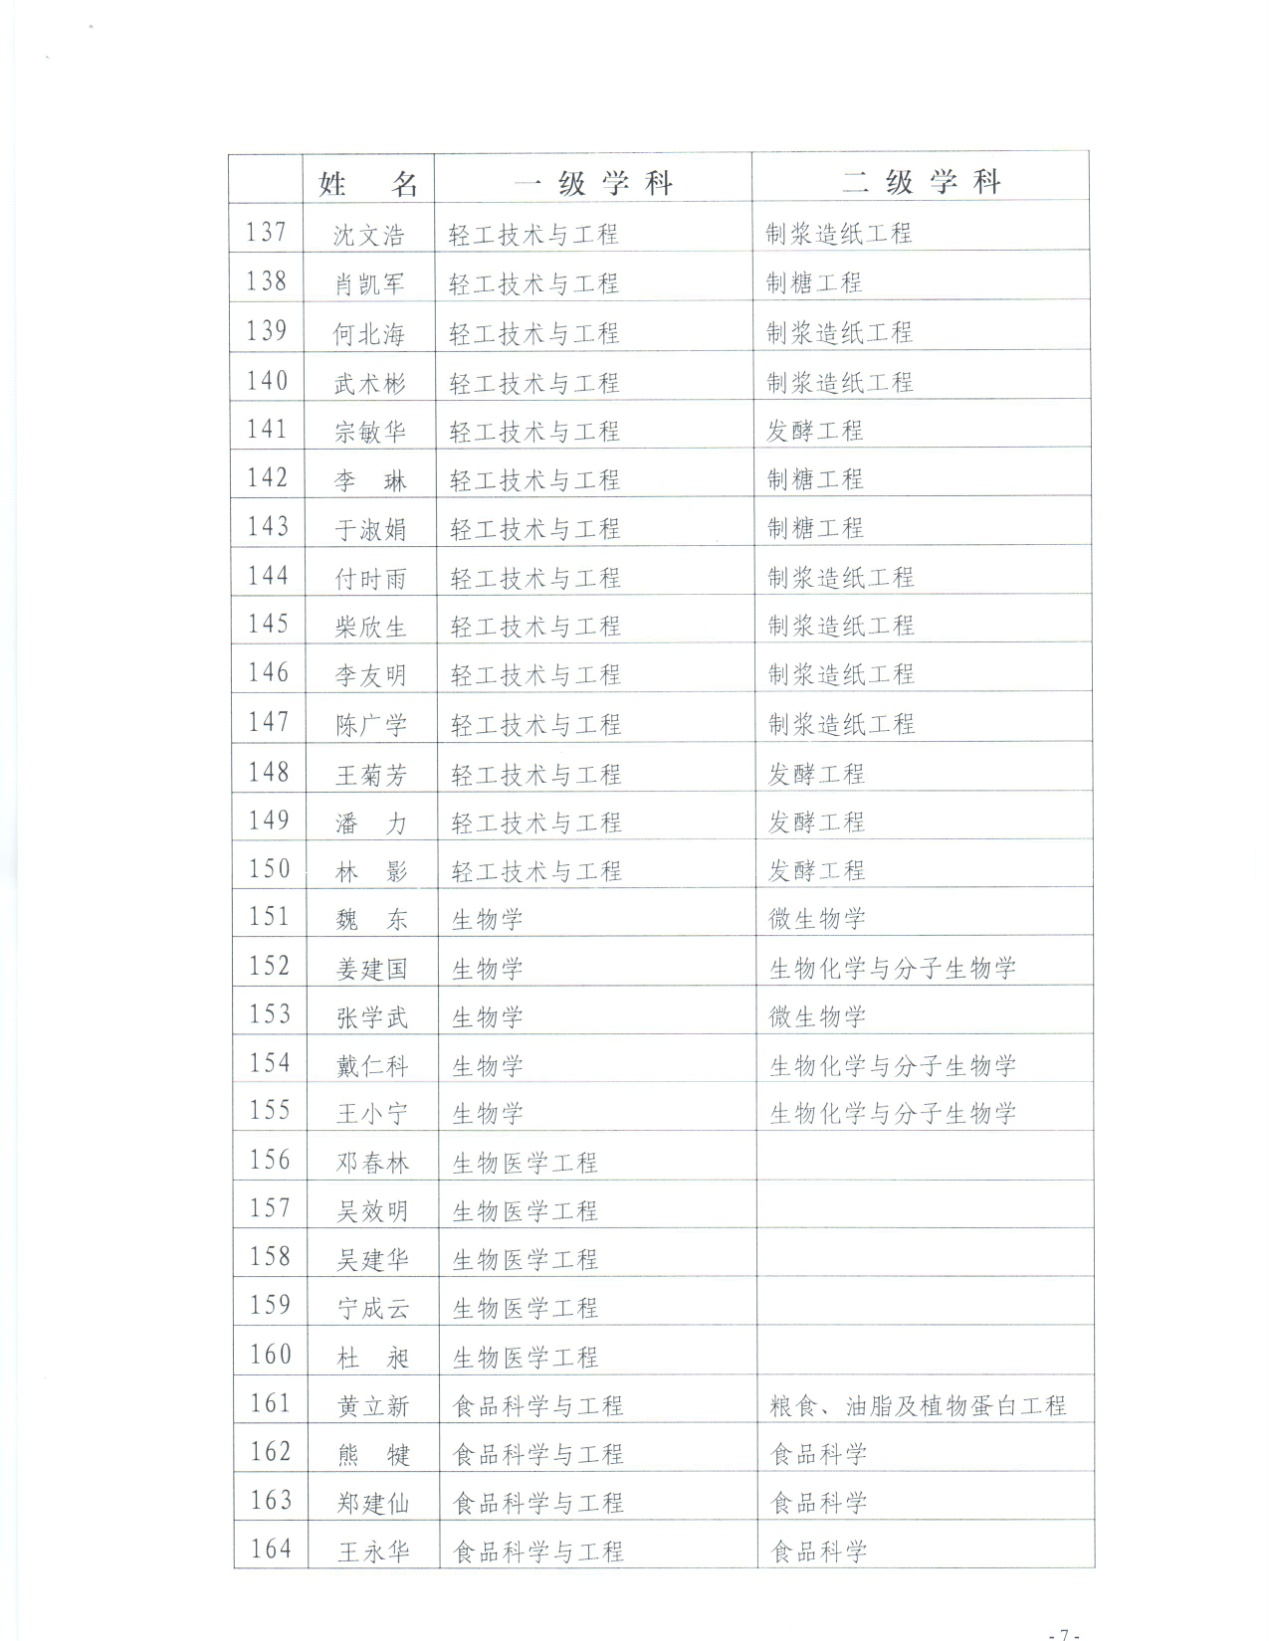 姓 名 一级学科 二级学科
137 沈文浩 轻工技术与工程 制浆造纸工程
138 肖凯军 轻工技术与工程 制糖工程
139 何北海 轻工技术与工程 制浆造纸工程
140 武术彬 轻工技术与工程 制浆造纸工程
141 宗敏华 轻工技术与工程 发酵工程
142 李 琳 轻工技术与工程 制糖工程
143 于淑娟 轻工技术与工程 制糖工程
144 付时雨 轻工技术与工程 制浆造纸工程
145 柴欣生 轻工技术与工程 制浆造纸工程
146 李友明 轻工技术与工程 制浆造纸工程
147 陈广学 轻工技术与工程 制浆造纸工程
148 王菊芳 轻工技术与工程 发酵工程
149 潘 力 轻工技术与工程 发酵工程
150 林 影 轻工技术与工程 发酵工程
151 魏 东 生物学 微生物学
152 姜建国 生物学 生物化学与分子生物学
153 张学武 生物学 微生物学
154 戴仁科 生物学 生物化学与分子生物学
155 王小宁 生物学 生物化学与分子生物学
156 邓春林 生物医学工程
157 吴效明 生物医学工程
158 吴建华 生物医学工程
159 宁成云 生物医学工程
160 杜 昶 生物医学工程
161 黄立新 食品科学与工程 粮食、油脂及植物蛋白工程
162 熊 犍 食品科学与工程 食品科学
163 郑建仙 食品科学与工程 食品科学
164 王永华 食品科学与工程 食品科学
- 7 -